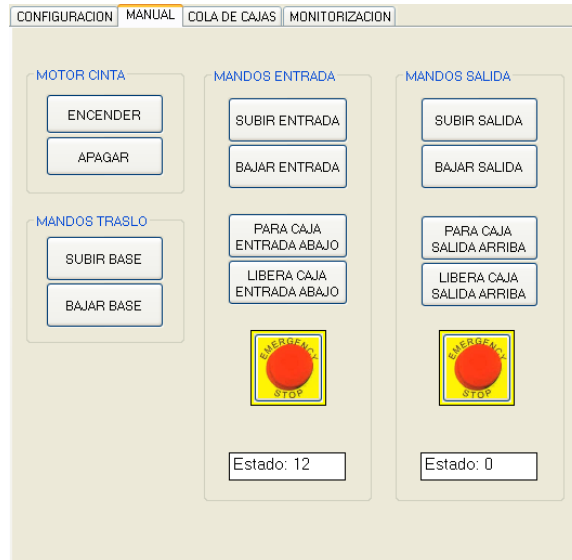 CONFIGURACION
MANUAL
COLA DE CAJAS
MONITORIZACION
MOTOR CINTA
ENCENDER
APAGAR
MANDOS TRASLO
SUBIR BASE
BAJAR BASE
MANDOS ENTRADA
SUBIR ENTRADA
BAJAR ENTRADA
PARA CAJA
ENTRADA ABAJO
LIBERA CAJA
ENTRADA ABAJO
EMERGENCY
STOP
Estado: 12
MANDOS SALIDA
SUBIR SALIDA
BAJAR SALIDA
PARA CAJA
SALIDA ARRIBA
LIBERA CAJA
SALIDA ARRIBA
EMERGENCY
STOP
Estado: 0